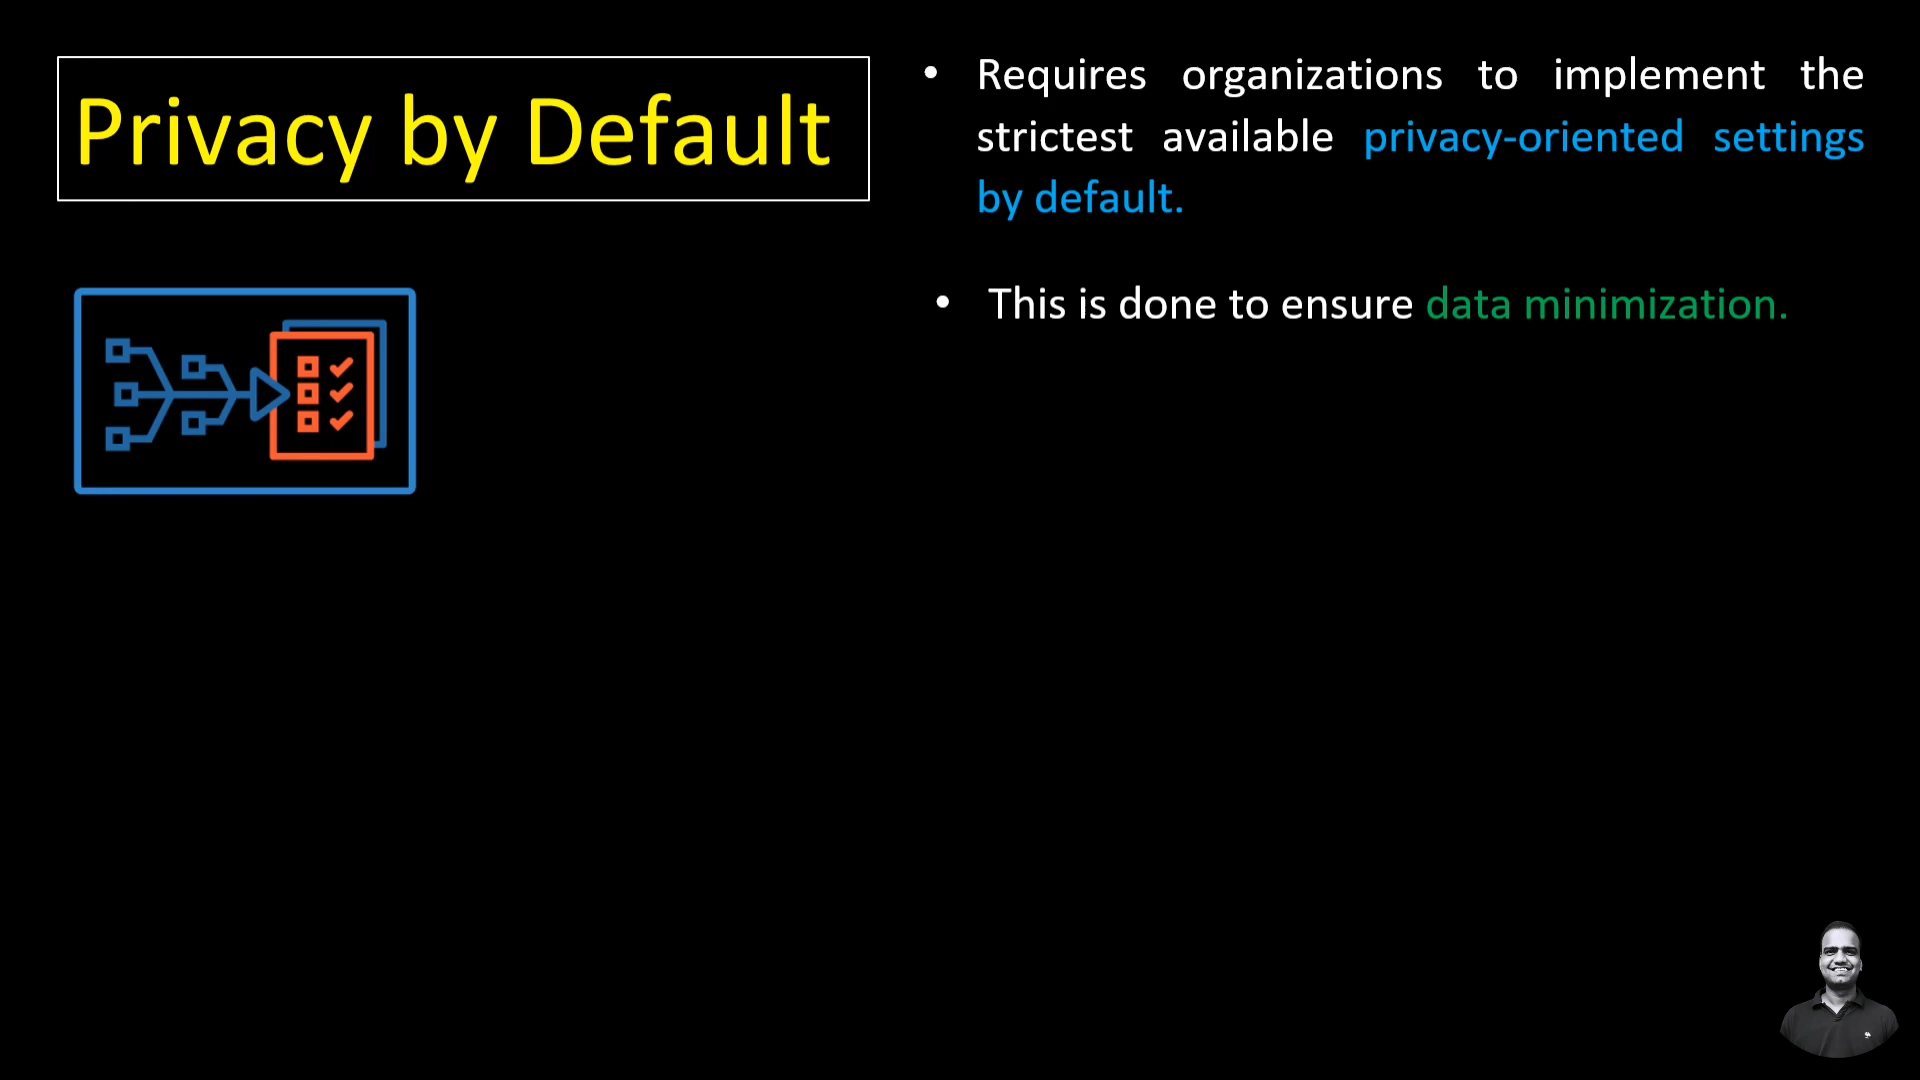 Privacy by Default
• Requires organizations to implement the
strictest available privacy-oriented settings
by default.
• This is done to ensure data minimization.